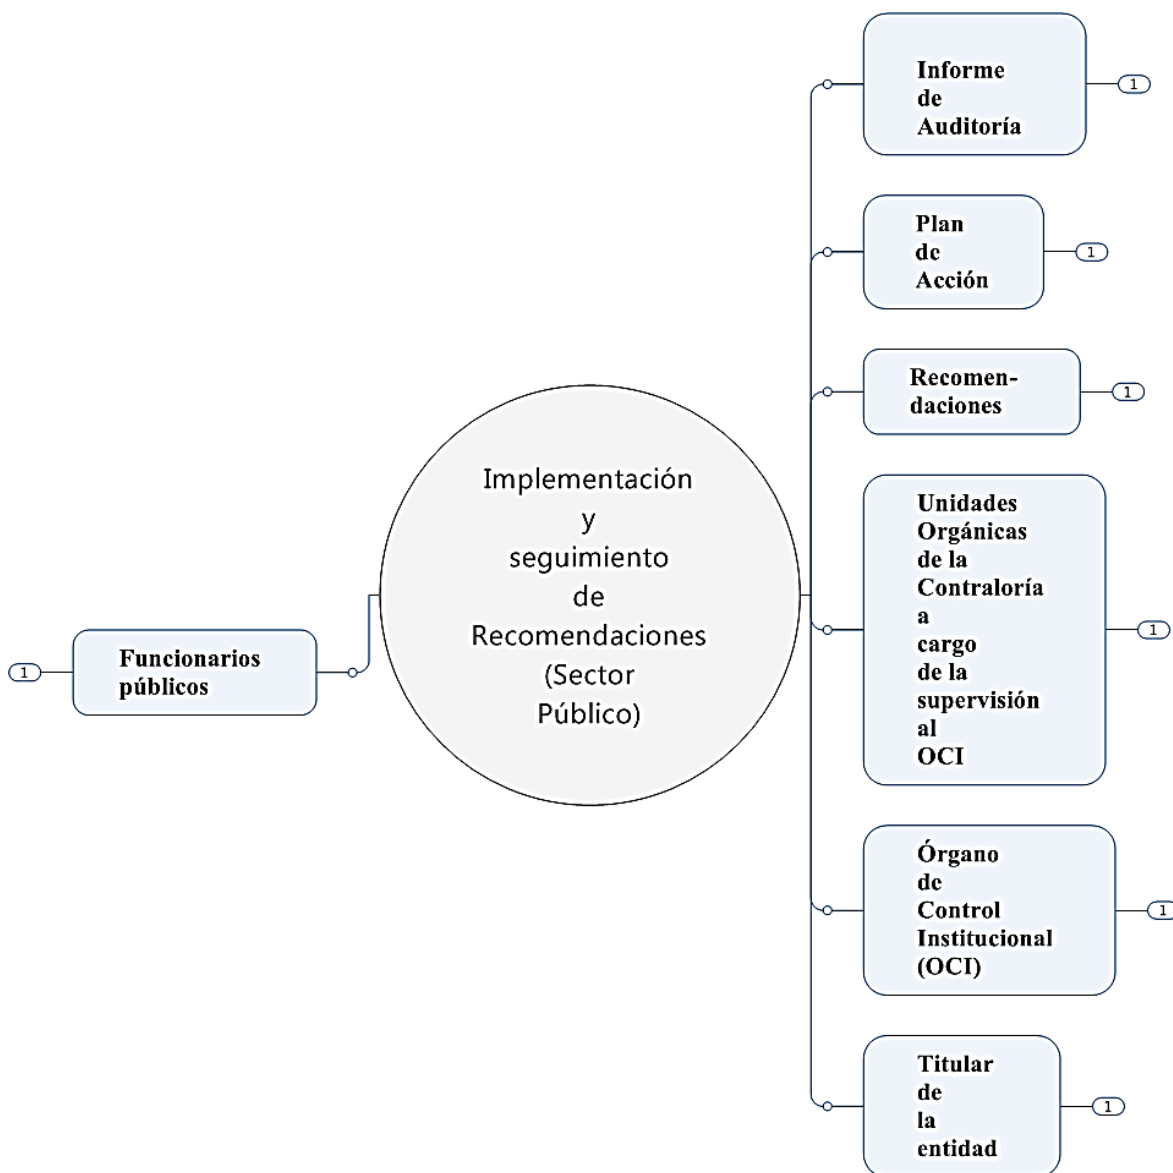 Informe
de
Auditoría
1
Plan
de
Acción
1
Recomen-
daciones
1
Implementación
y
seguimiento
de
Recomendaciones
(Sector
Público)
Unidades
Orgánicas
de la
Contraloría
a
cargo
de la
supervisión
al
OCI
1
1
Funcionarios
públicos
Órgano
de
Control
Institucional
(OCI)
1
Titular
de
la
entidad
1